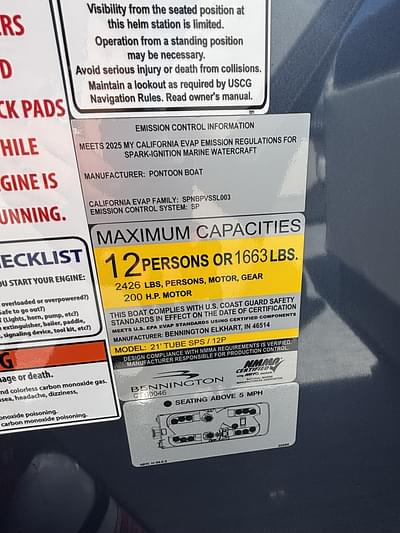 Visibility from the seated position at
this helm station is limited.
Operation from a standing position
may be necessary.
Avoid serious injury or death from collisions.
Maintain a lookout as required by USCG
Navigation Rules. Read owner's manual.
ERS
D
CK PADS
HILE
GINE IS
UNNING.
EMISSION CONTROL INFORMATION
MEETS 2025 MY CALIFORNIA EVAP EMISSION REGULATIONS FOR
SPARK-IGNITION MARINE WATERCRAFT
MANUFACTURER: PONTOON BOAT
CALIFORNIA EVAP FAMILY: SPNBPVSSL003
EMISSION CONTROL SYSTEM: SP
MAXIMUM CAPACITIES
12 PERSONS OR 1663 LBS.
2426 LBS, PERSONS, MOTOR, GEAR
200 H.P. MOTOR
THIS BOAT COMPLIES WITH U.S. COAST GUARD SAFETY
STANDARDS IN EFFECT ON THE DATE OF CERTIFICATION
MEETS U.S. EPA EVAP STANDARDS USING CERTIFIED COMPONENTS
MANUFACTURER: BENNINGTON ELKHART, IN 46514
MODEL: 21' TUBE SPS / 12P
DESIGN COMPLIANCE WITH NMMA REQUIREMENTS IS VERIFIED.
MANUFACTURER RESPONSIBLE FOR PRODUCTION CONTROL.
BENNINGTON
NMMA
CERTIFIED
SEATING ABOVE 5 MPH
HECKLIST
OU START YOUR ENGINE:
overloaded or overpowered?)
Safe to go out?)
(Lights, horn, pump, etc?)
extinguisher, bailer, paddle,
, signaling device, tool kit, etc?)
G
mage or death.
and colorless carbon monoxide gas.
sea, headache, dizziness,
onoxide poisoning.
carbon monoxide poisoning.